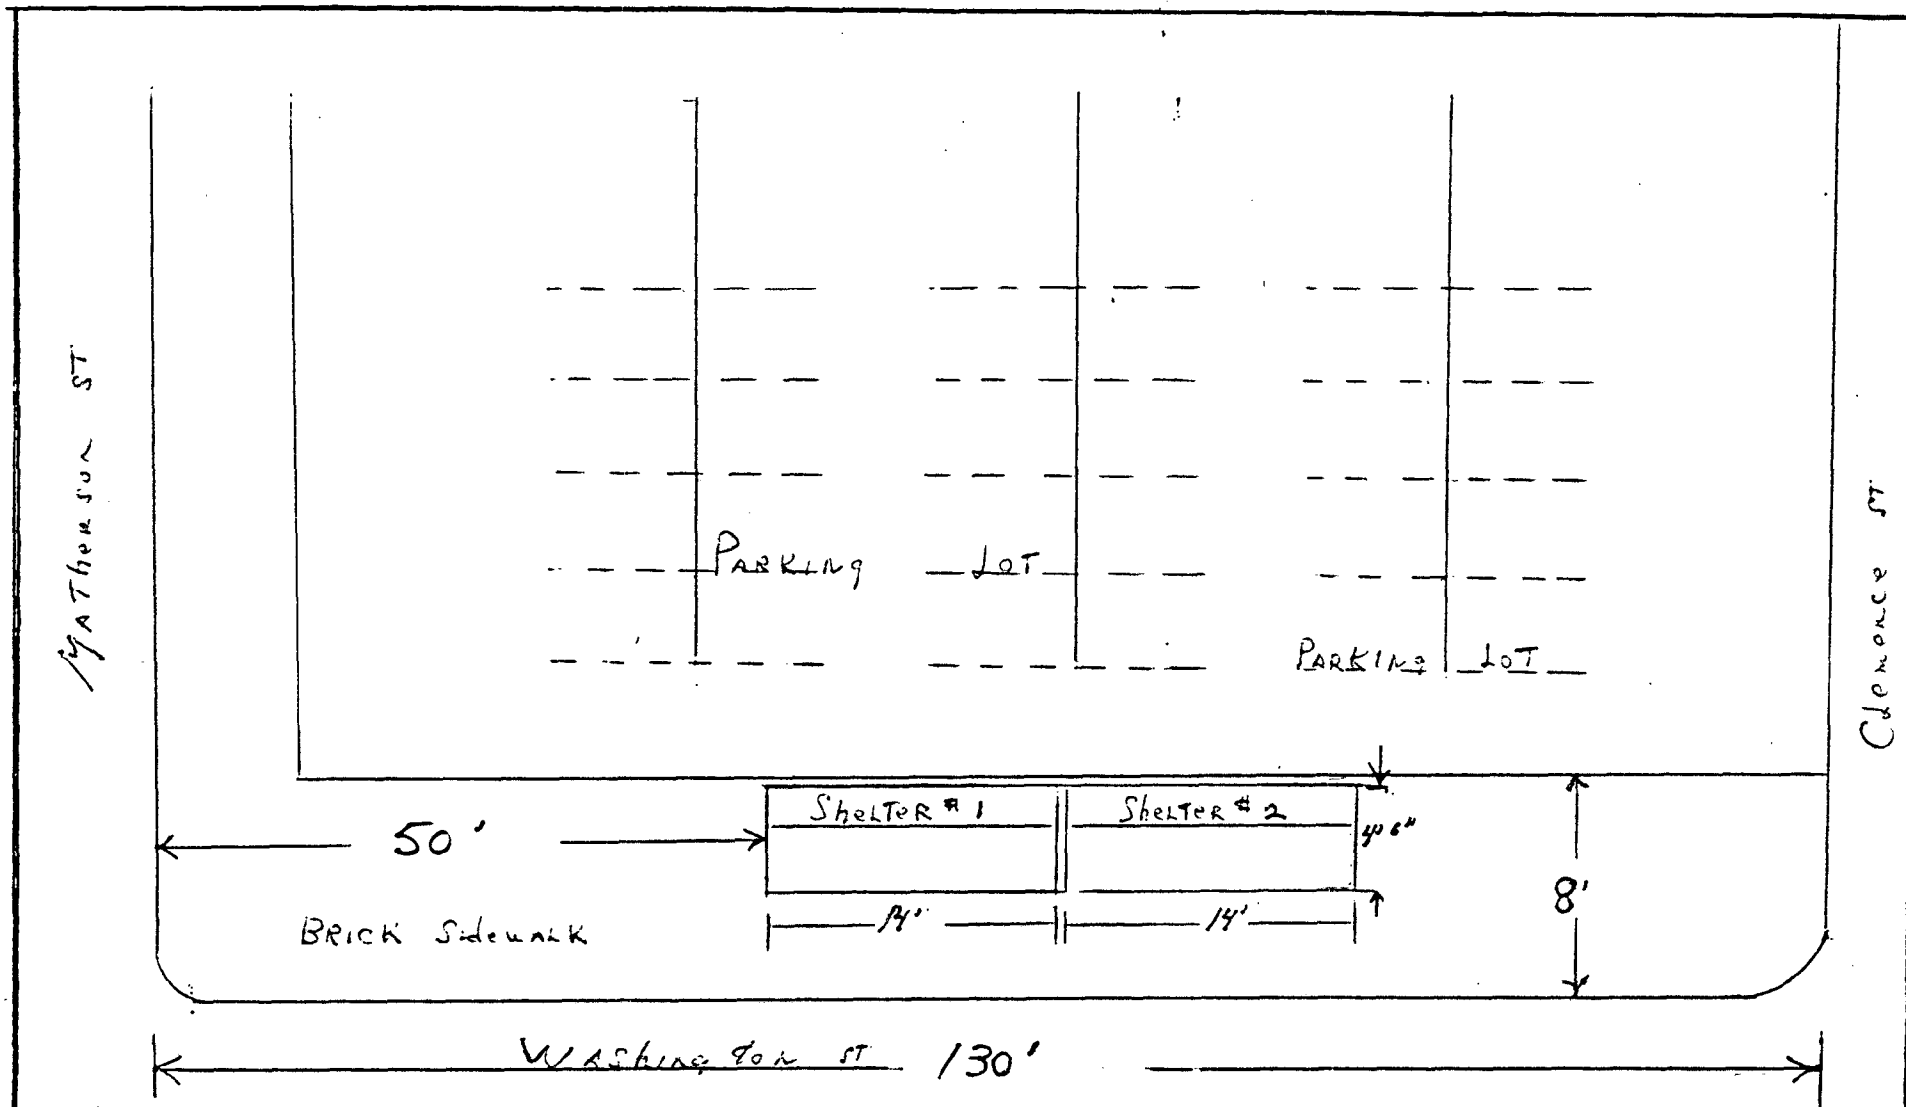 MATHERSON ST
PARKING LOT
PARKING LOT
Clemonce ST
SHELTER # 1
SHELTER # 2
50'
4' 6"
8'
BRICK SidewALK
14'
14'
WASHINGTON ST 130'